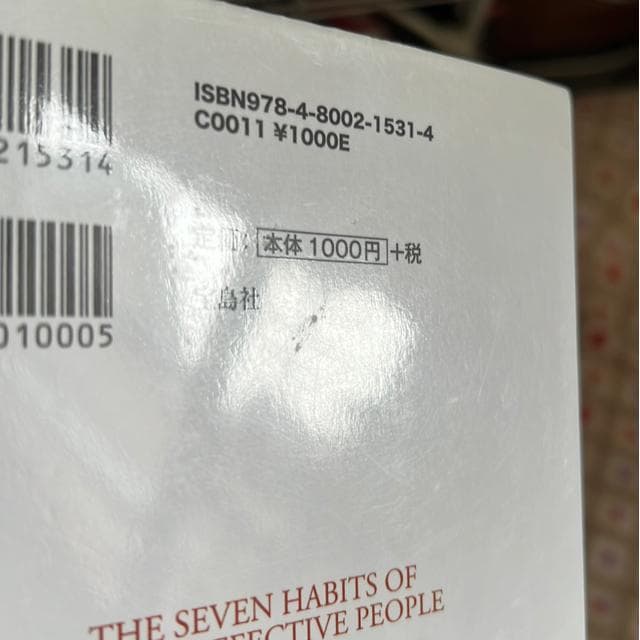 ISBN978-4-8002-1531-4
C0011 ¥1000E
215314
定価: 本体 1000円 +税
島社
010005
THE SEVEN HABITS OF
EFFECTIVE PEOPLE